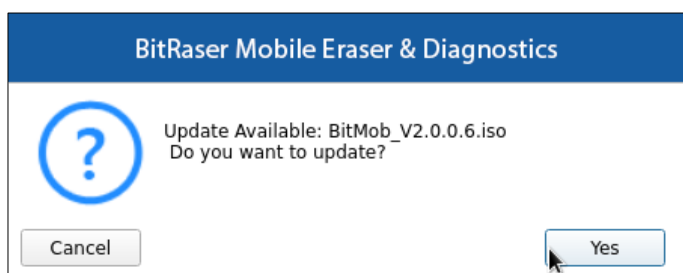 BitRaser Mobile Eraser & Diagnostics
?
Update Available: BitMob_V2.0.0.6.iso
Do you want to update?
Cancel
Yes